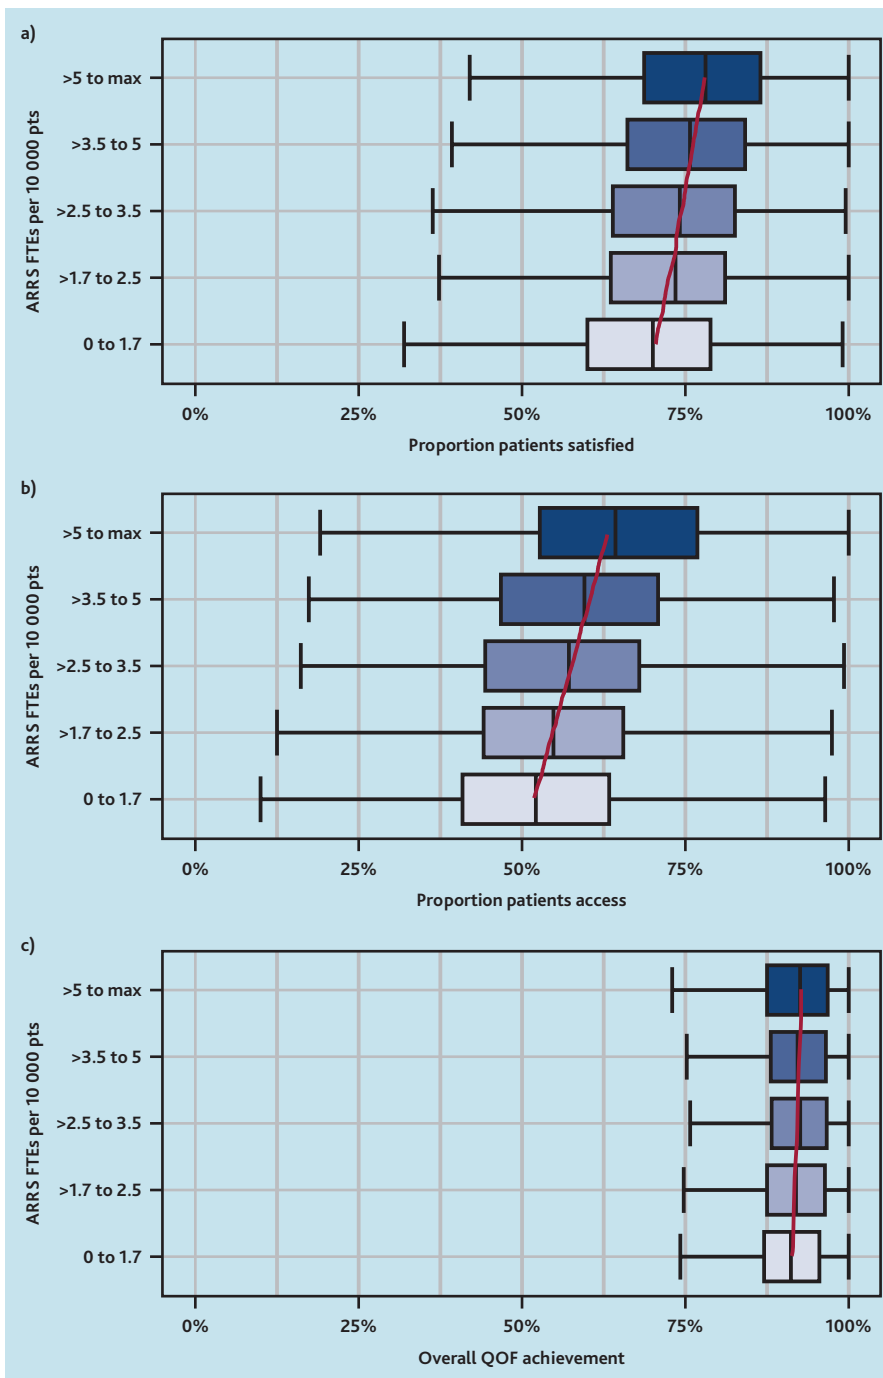 a)
ARRS FTEs per 10 000 pts
>5 to max
>3.5 to 5
>2.5 to 3.5
>1.7 to 2.5
0 to 1.7
0% 25% 50% 75% 100%
Proportion patients satisfied
b)
ARRS FTEs per 10 000 pts
>5 to max
>3.5 to 5
>2.5 to 3.5
>1.7 to 2.5
0 to 1.7
0% 25% 50% 75% 100%
Proportion patients access
c)
ARRS FTEs per 10 000 pts
>5 to max
>3.5 to 5
>2.5 to 3.5
>1.7 to 2.5
0 to 1.7
0% 25% 50% 75% 100%
Overall QOF achievement